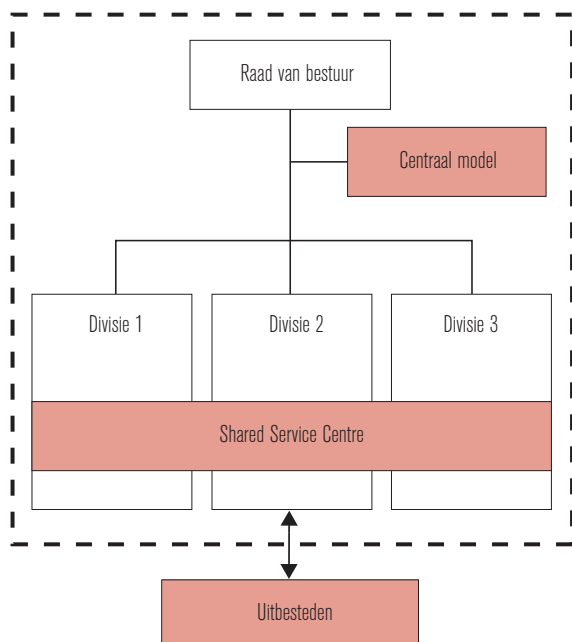 Raad van bestuur
Centraal model
Divisie 1
Divisie 2
Divisie 3
Shared Service Centre
Uitbesteden